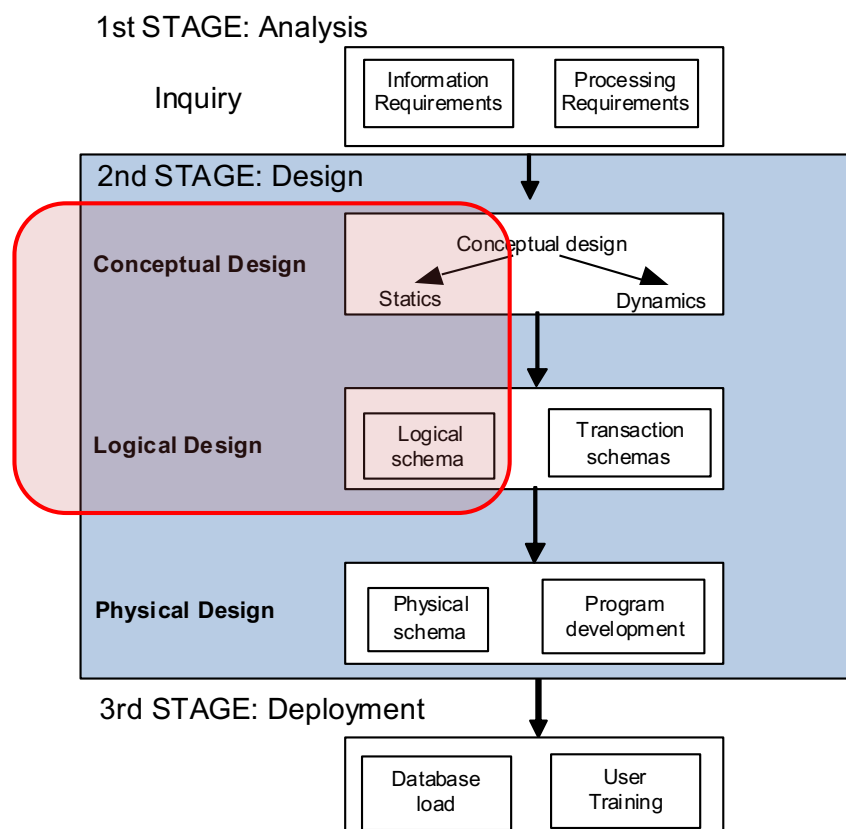 1st STAGE: Analysis
Inquiry
Information
Requirements
Processing
Requirements
2nd STAGE: Design
Conceptual Design
Conceptual design
Statics
Dynamics
Logical Design
Logical
schema
Transaction
schemas
Physical Design
Physical
schema
Program
development
3rd STAGE: Deployment
Database
load
User
Training